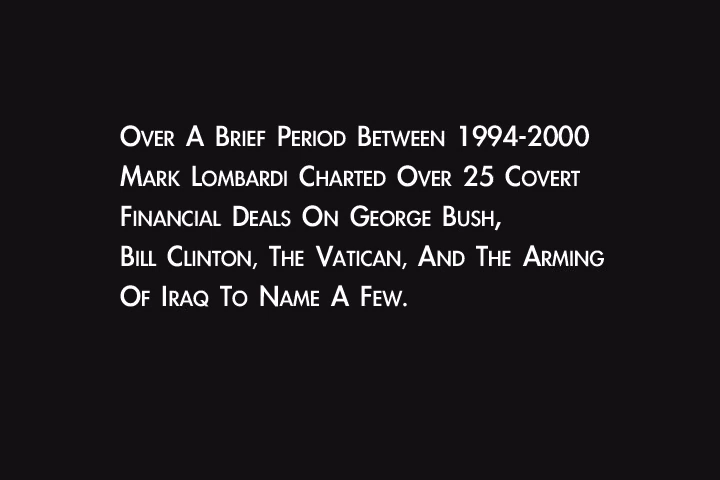 Over A Brief Period Between 1994-2000
Mark Lombardi Charted Over 25 Covert
Financial Deals On George Bush,
Bill Clinton, The Vatican, And The Arming
Of Iraq To Name A Few.